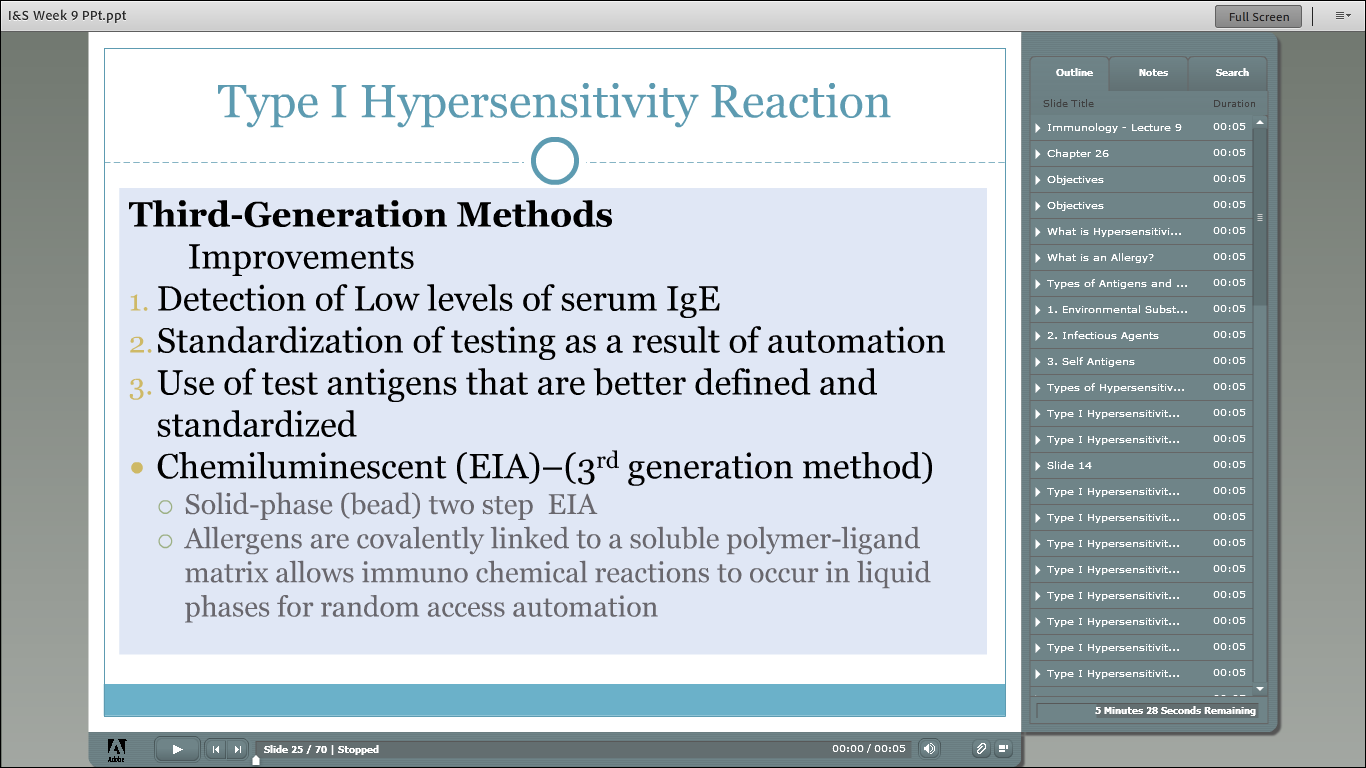 I&S Week 9 PPt.ppt
Full Screen
Type I Hypersensitivity Reaction
Third-Generation Methods
Improvements
1. Detection of Low levels of serum IgE
2. Standardization of testing as a result of automation
3. Use of test antigens that are better defined and
standardized
• Chemiluminescent (EIA)–(3rd generation method)
○ Solid-phase (bead) two step EIA
○ Allergens are covalently linked to a soluble polymer-ligand
matrix allows immuno chemical reactions to occur in liquid
phases for random access automation
Outline Notes Search
Slide Title Duration
Immunology - Lecture 9 00:05
Chapter 26 00:05
Objectives 00:05
Objectives 00:05
What is Hypersensitivi... 00:05
What is an Allergy? 00:05
Types of Antigens and ... 00:05
1. Environmental Subst... 00:05
2. Infectious Agents 00:05
3. Self Antigens 00:05
Types of Hypersensitiv... 00:05
Type I Hypersensitivit... 00:05
Type I Hypersensitivit... 00:05
Slide 14 00:05
Type I Hypersensitivit... 00:05
Type I Hypersensitivit... 00:05
Type I Hypersensitivit... 00:05
Type I Hypersensitivit... 00:05
Type I Hypersensitivit... 00:05
Type I Hypersensitivit... 00:05
Type I Hypersensitivit... 00:05
Type I Hypersensitivit... 00:05
5 Minutes 28 Seconds Remaining
Adobe
Slide 25 / 70 | Stopped
00:00 / 00:05